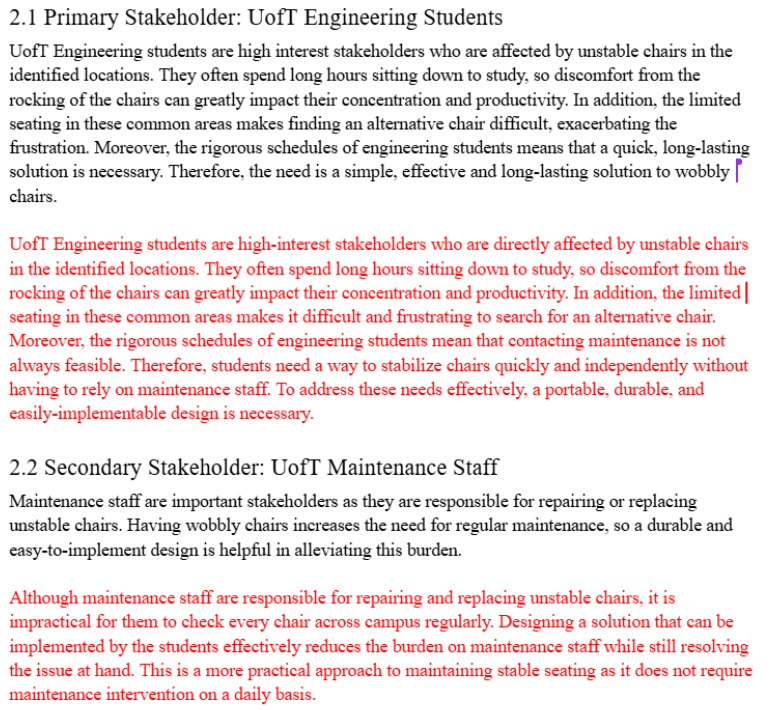 2.1 Primary Stakeholder: UofT Engineering Students
UofT Engineering students are high interest stakeholders who are affected by unstable chairs in the
identified locations. They often spend long hours sitting down to study, so discomfort from the
rocking of the chairs can greatly impact their concentration and productivity. In addition, the limited
seating in these common areas makes finding an alternative chair difficult, exacerbating the
frustration. Moreover, the rigorous schedules of engineering students means that a quick, long-lasting
solution is necessary. Therefore, the need is a simple, effective and long-lasting solution to wobbly
chairs.
UofT Engineering students are high-interest stakeholders who are directly affected by unstable chairs
in the identified locations. They often spend long hours sitting down to study, so discomfort from the
rocking of the chairs can greatly impact their concentration and productivity. In addition, the limited
seating in these common areas makes it difficult and frustrating to search for an alternative chair.
Moreover, the rigorous schedules of engineering students mean that contacting maintenance is not
always feasible. Therefore, students need a way to stabilize chairs quickly and independently without
having to rely on maintenance staff. To address these needs effectively, a portable, durable, and
easily-implementable design is necessary.
2.2 Secondary Stakeholder: UofT Maintenance Staff
Maintenance staff are important stakeholders as they are responsible for repairing or replacing
unstable chairs. Having wobbly chairs increases the need for regular maintenance, so a durable and
easy-to-implement design is helpful in alleviating this burden.
Although maintenance staff are responsible for repairing and replacing unstable chairs, it is
impractical for them to check every chair across campus regularly. Designing a solution that can be
implemented by the students effectively reduces the burden on maintenance staff while still resolving
the issue at hand. This is a more practical approach to maintaining stable seating as it does not require
maintenance intervention on a daily basis.